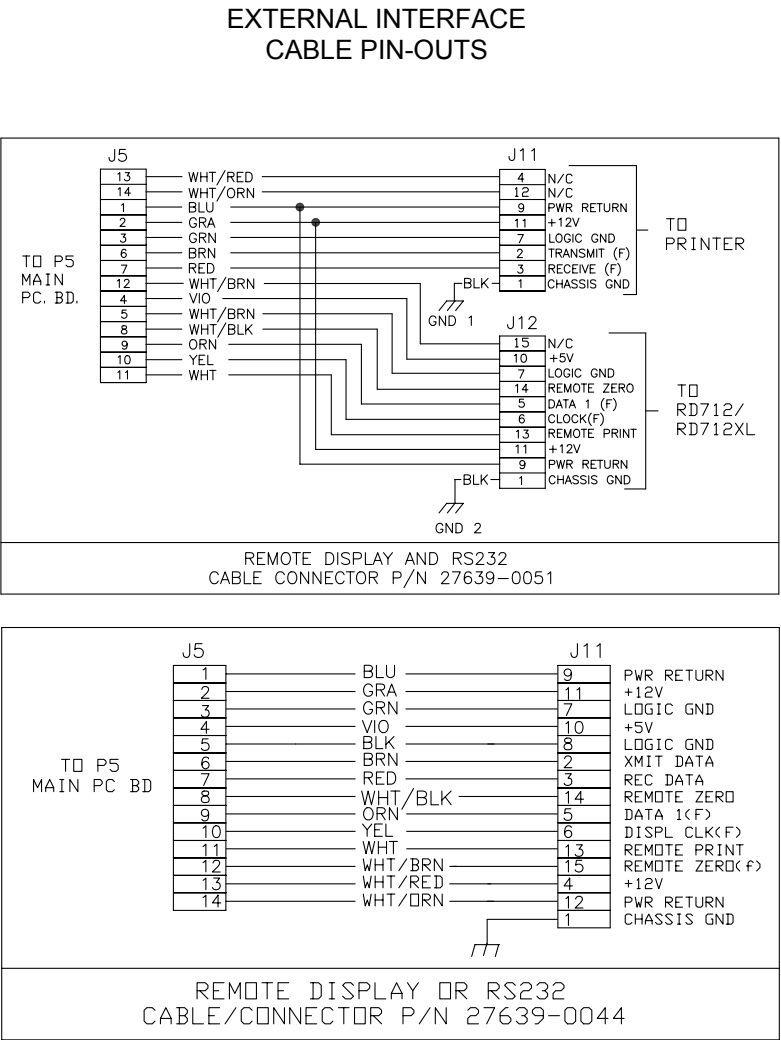 EXTERNAL INTERFACE
CABLE PIN-OUTS
J5
J11
13 WHT/RED 4 N/C
14 WHT/ORN 12 N/C
1 BLU 9 PWR RETURN
2 GRA 11 +12V
3 GRN 7 LOGIC GND
6 BRN 2 TRANSMIT (F)
7 RED 3 RECEIVE (F)
12 WHT/BRN BLK 1 CHASSIS GND
4 VIO
5 WHT/BRN
8 WHT/BLK
9 ORN
10 YEL
11 WHT
TO P5
MAIN
PC. BD.
TO
PRINTER
GND 1
J12
15 N/C
10 +5V
7 LOGIC GND
14 REMOTE ZERO
5 DATA 1 (F)
6 CLOCK(F)
13 REMOTE PRINT
11 +12V
9 PWR RETURN
BLK 1 CHASSIS GND
TO
RD712/
RD712XL
GND 2
REMOTE DISPLAY AND RS232
CABLE CONNECTOR P/N 27639-0051
J5
J11
1 BLU 9 PWR RETURN
2 GRA 11 +12V
3 GRN 7 LOGIC GND
4 VIO 10 +5V
5 BLK 8 LOGIC GND
6 BRN 2 XMIT DATA
7 RED 3 REC DATA
8 WHT/BLK 14 REMOTE ZERO
9 ORN 5 DATA 1(F)
10 YEL 6 DISPL CLK(F)
11 WHT 13 REMOTE PRINT
12 WHT/BRN 15 REMOTE ZERO(f)
13 WHT/RED 4 +12V
14 WHT/ORN 12 PWR RETURN
1 CHASSIS GND
TO P5
MAIN PC BD
REMOTE DISPLAY OR RS232
CABLE/CONNECTOR P/N 27639-0044